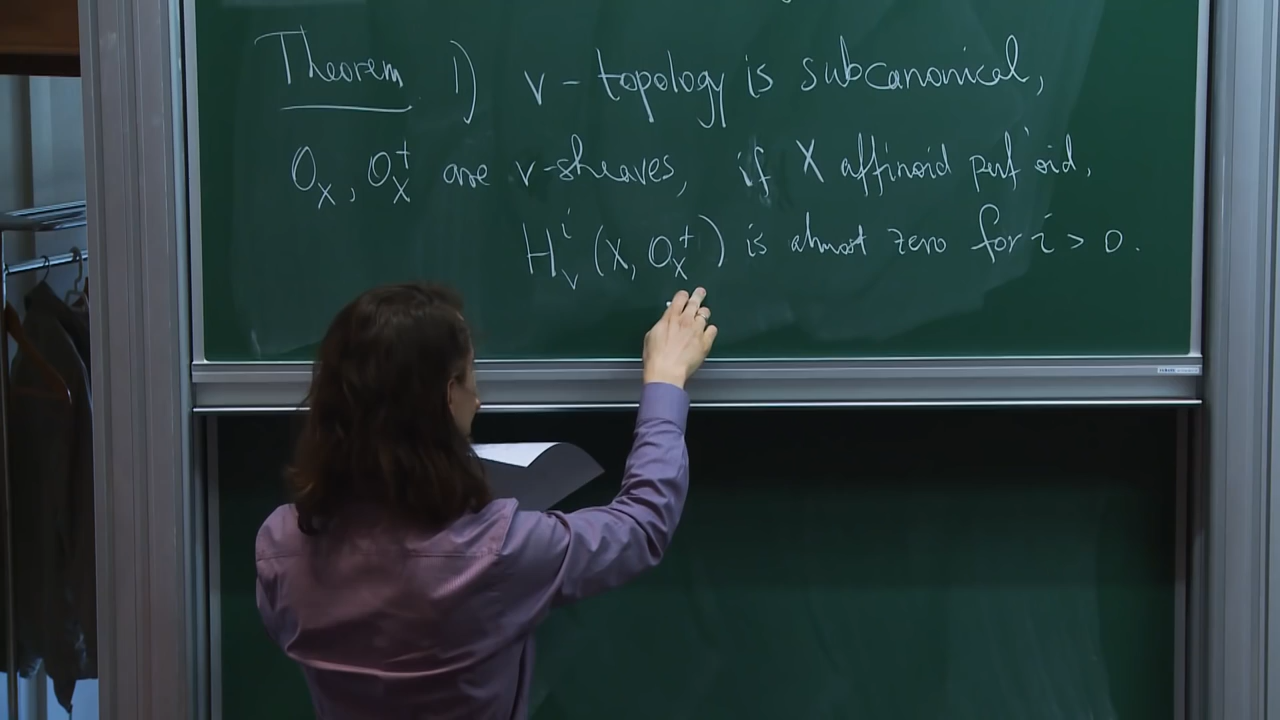 Theorem 1) v-topology is subcanonical,
O_X, O_X^+ are v-sheaves, if X affinoid perf'oid,
H_v^i (X, O_X^+) is almost zero for i > 0.